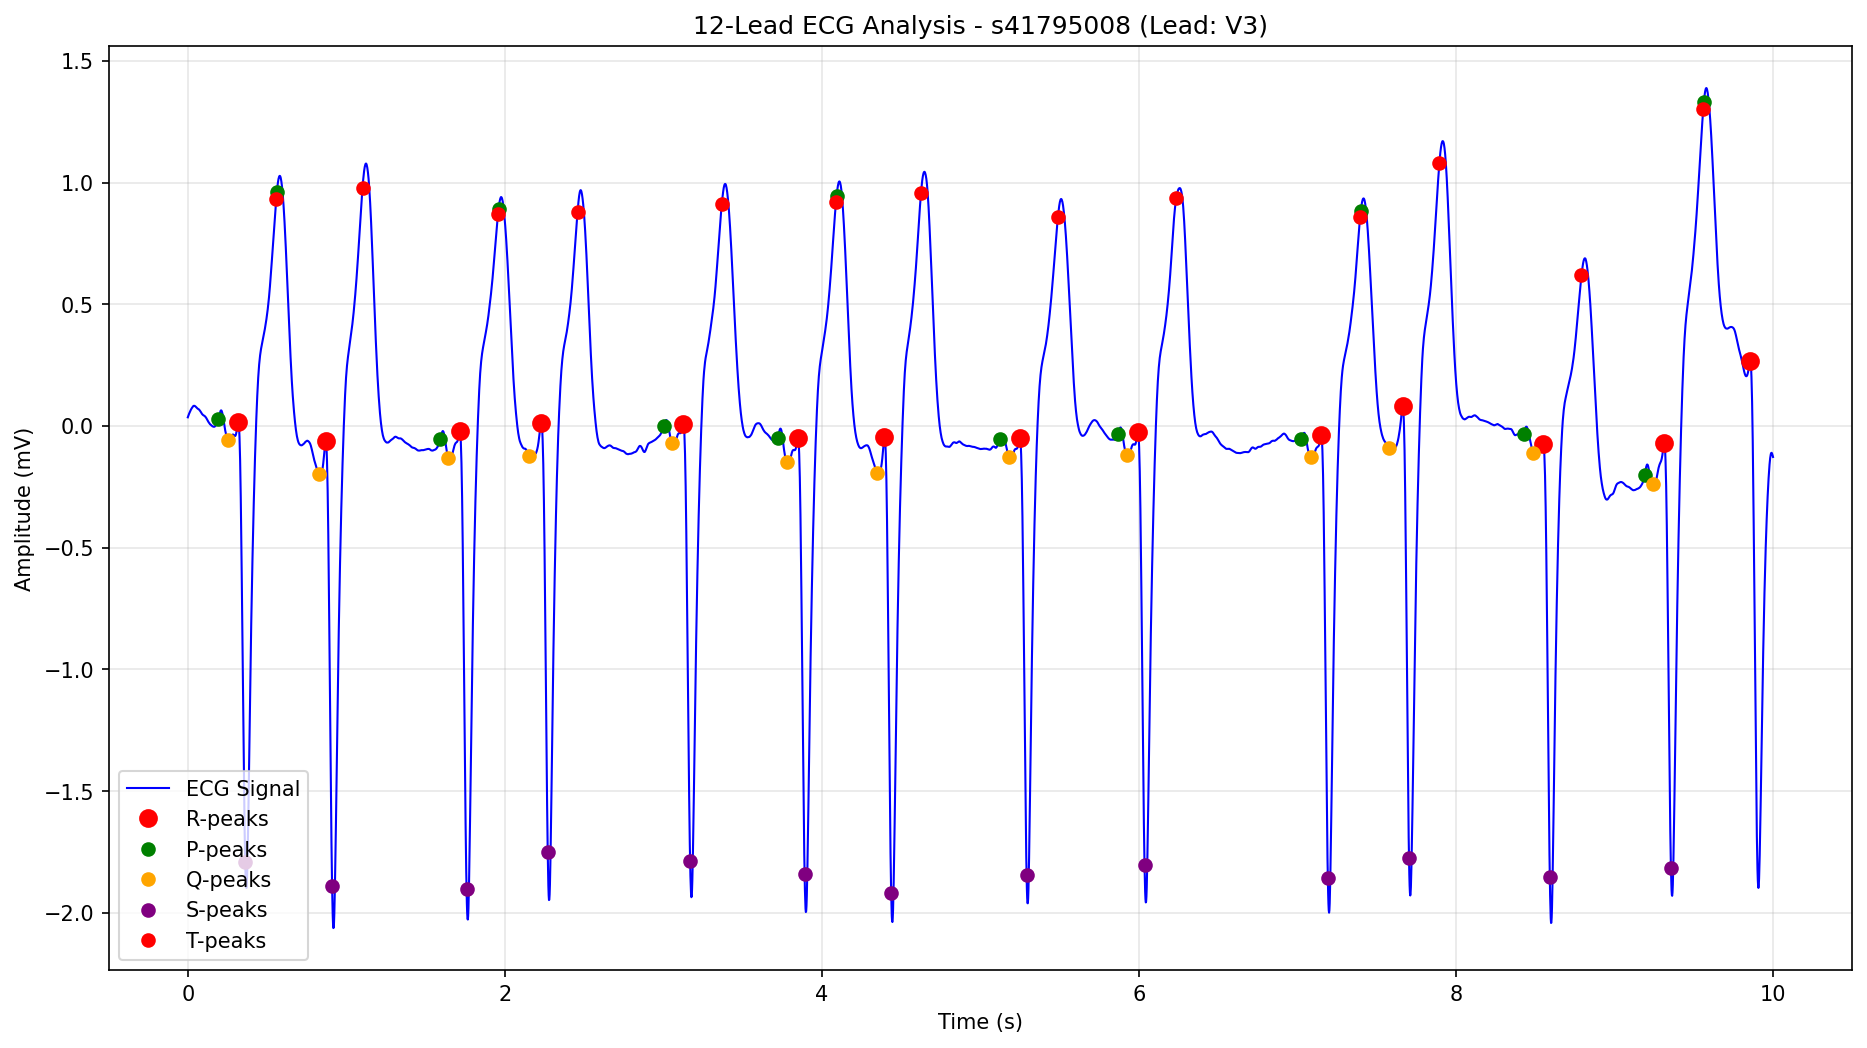 12-Lead ECG Analysis - s41795008 (Lead: V3)
1.5
1.0
0.5
0.0
−0.5
−1.0
−1.5
−2.0
Amplitude (mV)
ECG Signal
R-peaks
P-peaks
Q-peaks
S-peaks
T-peaks
0 2 4 6 8 10
Time (s)